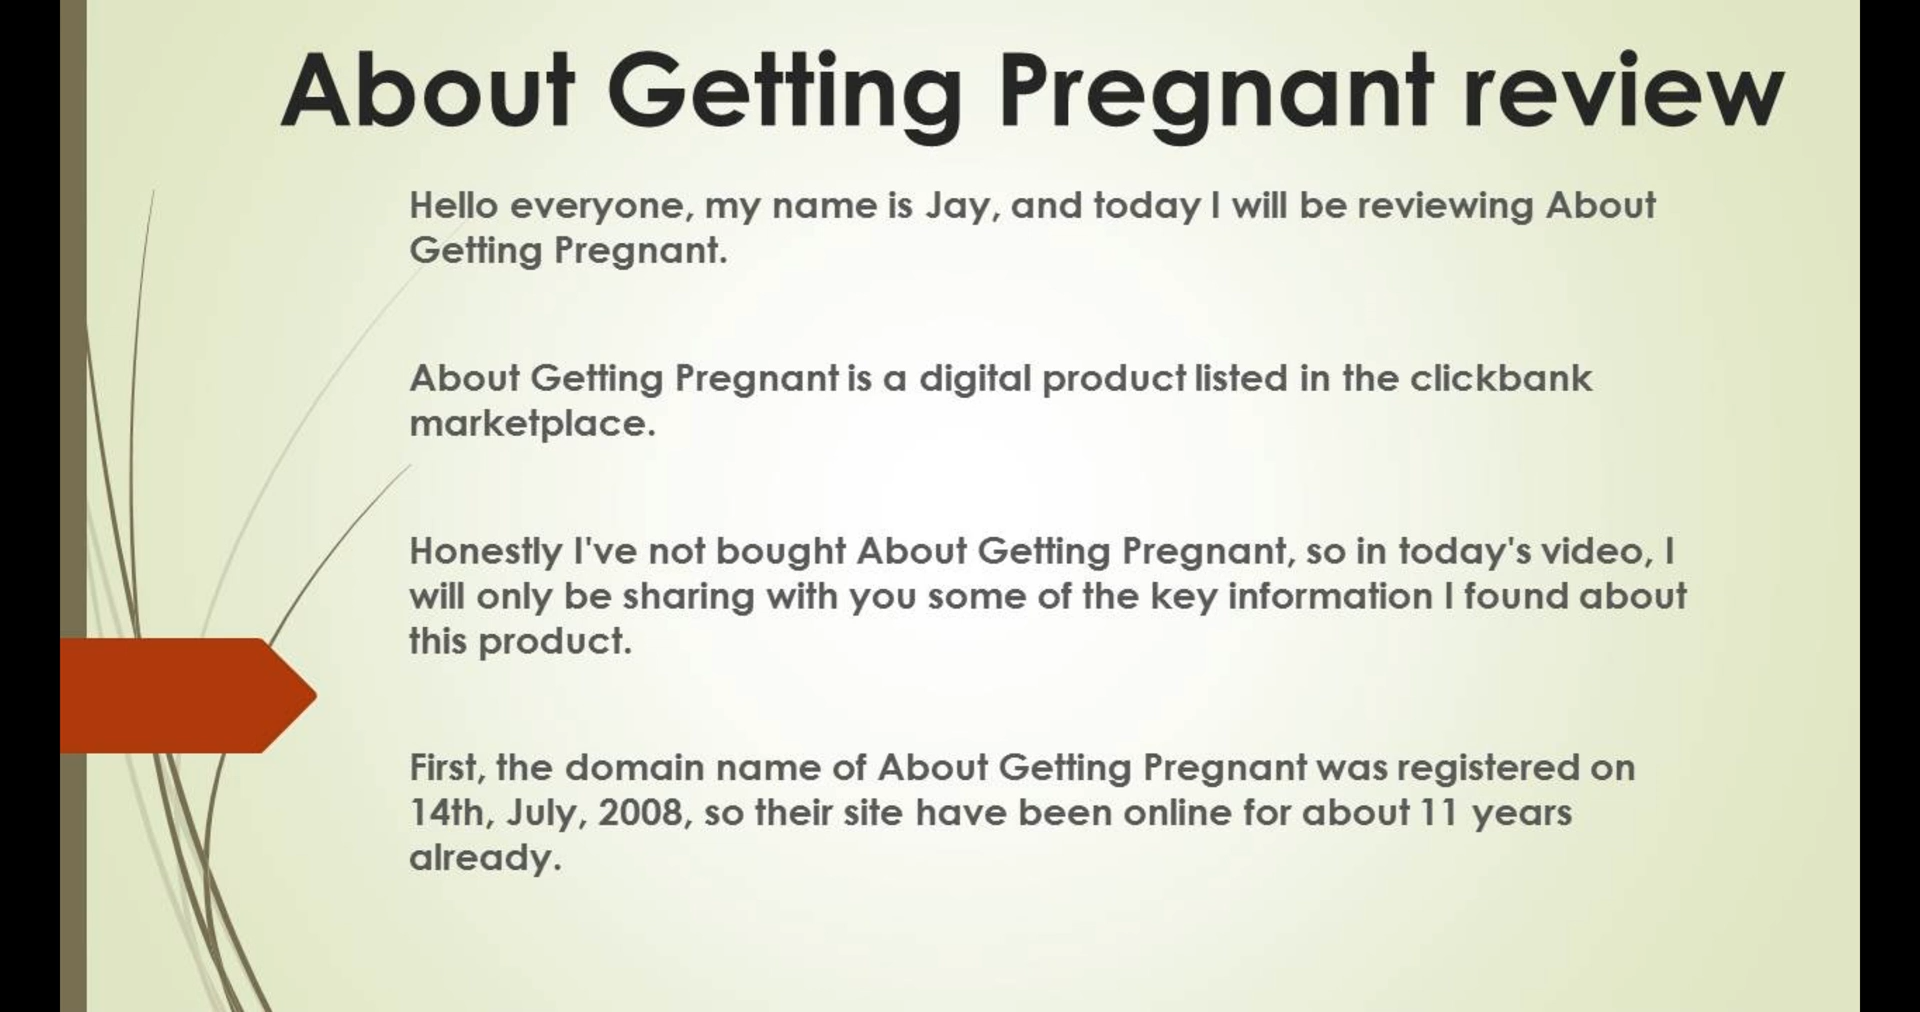 About Getting Pregnant review
Hello everyone, my name is Jay, and today I will be reviewing About
Getting Pregnant.
About Getting Pregnant is a digital product listed in the clickbank
marketplace.
Honestly I've not bought About Getting Pregnant, so in today's video, I
will only be sharing with you some of the key information I found about
this product.
First, the domain name of About Getting Pregnant was registered on
14th, July, 2008, so their site have been online for about 11 years
already.